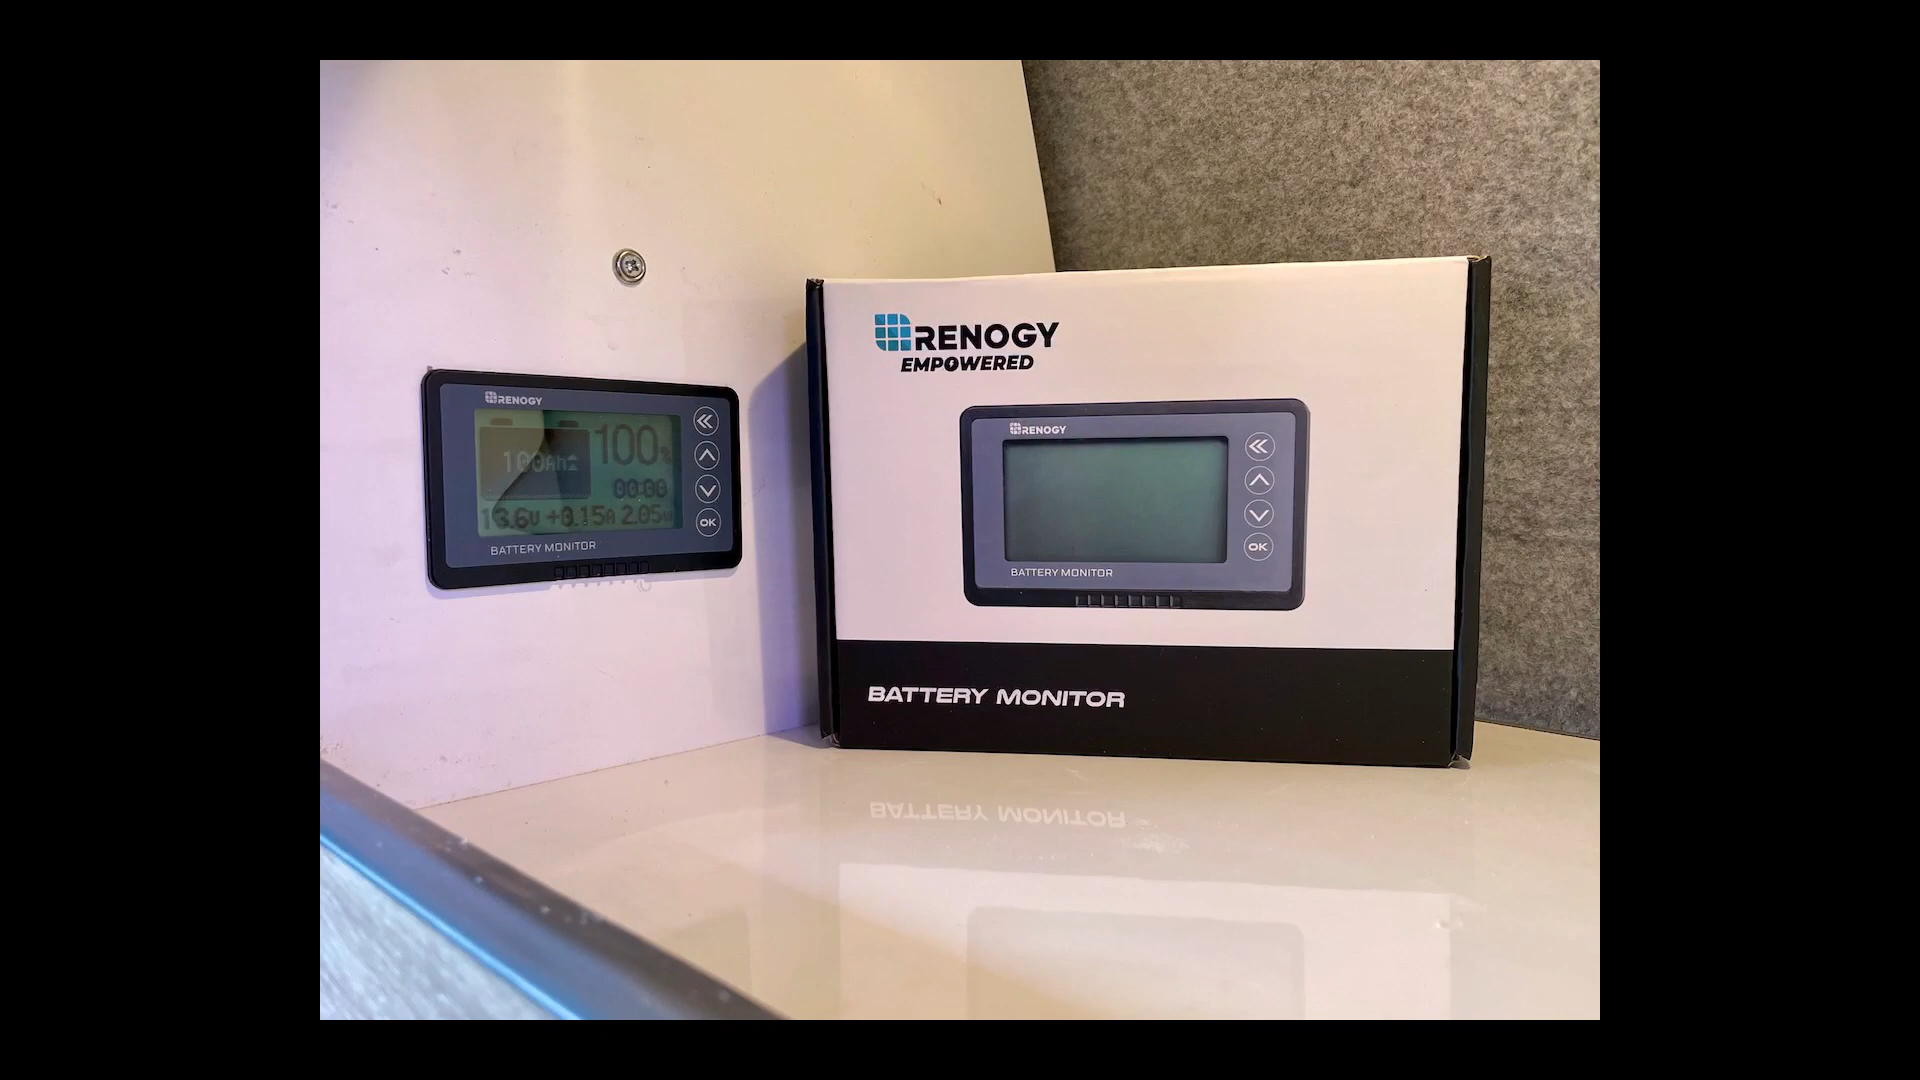 RENOGY
100Ah
100%
00:00
13.6V +0.15A 2.05W
OK
BATTERY MONITOR
RENOGY
EMPOWERED
RENOGY
OK
BATTERY MONITOR
BATTERY MONITOR